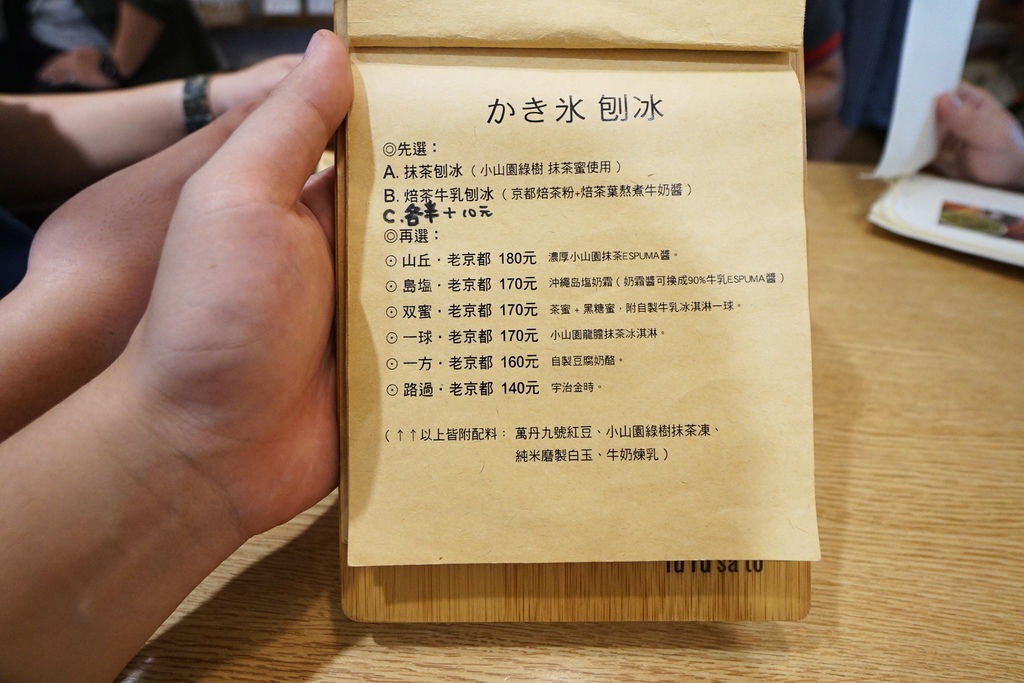 かき氷 刨冰
◎先選：
A. 抹茶刨冰（小山園綠樹 抹茶蜜使用）
B. 焙茶牛乳刨冰（京都焙茶粉+焙茶葉熬煮牛奶醬）
C.各半+10元
◎再選：
⊙ 山丘・老京都 180元 濃厚小山園抹茶ESPUMA醬。
⊙ 島塩・老京都 170元 沖繩岛塩奶霜（奶霜醬可換成90%牛乳ESPUMA醬）
⊙ 双蜜・老京都 170元 茶蜜 + 黑糖蜜，附自製牛乳冰淇淋一球。
⊙ 一球・老京都 170元 小山園龍膽抹茶冰淇淋。
⊙ 一方・老京都 160元 自製豆腐奶酪。
⊙ 路過・老京都 140元 宇治金時。
（↑↑以上皆附配料： 萬丹九號紅豆、小山園綠樹抹茶凍、
純米磨製白玉、牛奶煉乳）
fu fu sa to